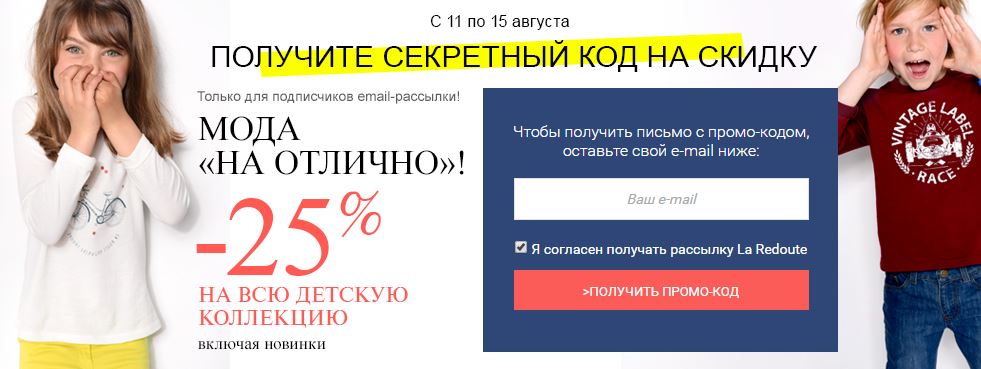 С 11 по 15 августа
ПОЛУЧИТЕ СЕКРЕТНЫЙ КОД НА СКИДКУ
Только для подписчиков email-рассылки!
МОДА
«НА ОТЛИЧНО»!
-25%
НА ВСЮ ДЕТСКУЮ
КОЛЛЕКЦИЮ
включая новинки
Чтобы получить письмо с промо-кодом,
оставьте свой e-mail ниже:
Ваш e-mail
Я согласен получать рассылку La Redoute
>ПОЛУЧИТЬ ПРОМО-КОД
VINTAGE LABEL
RACE